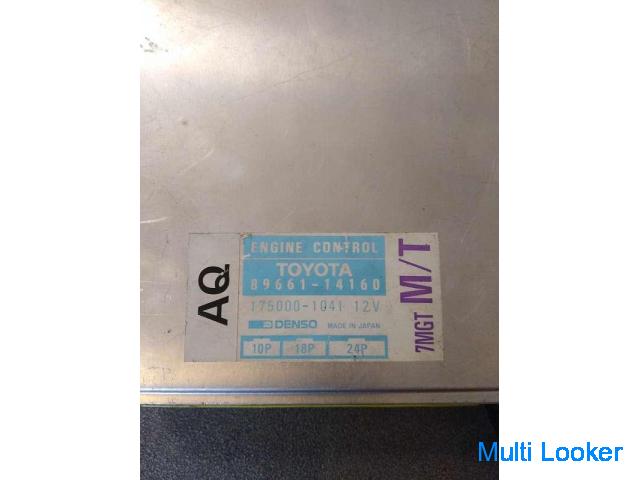 AQ
ENGINE CONTROL
TOYOTA
89661-14160
175000-1041 12V
DENSO MADE IN JAPAN
10P 18P 24P
7MGT M/T
Multi Looker